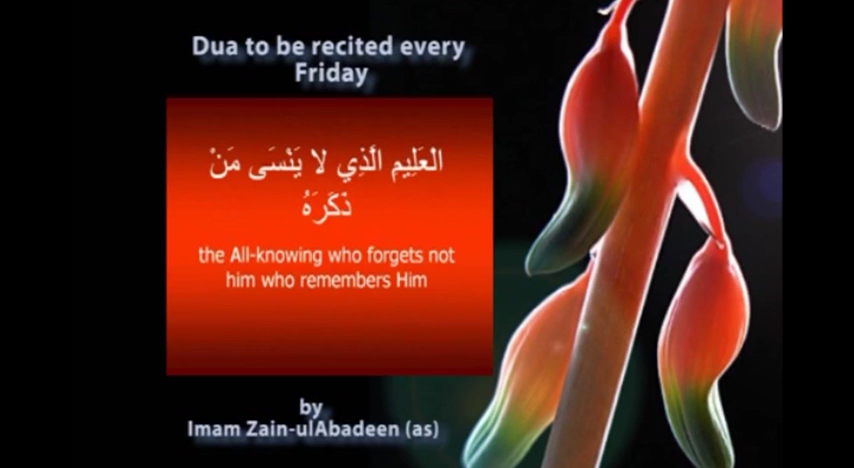 Dua to be recited every
Friday
الْعَلِيمِ الَّذِي لا يَنْسَى مَنْ
ذَكَرَهُ
the All-knowing who forgets not
him who remembers Him
by
Imam Zain-ulAbadeen (as)